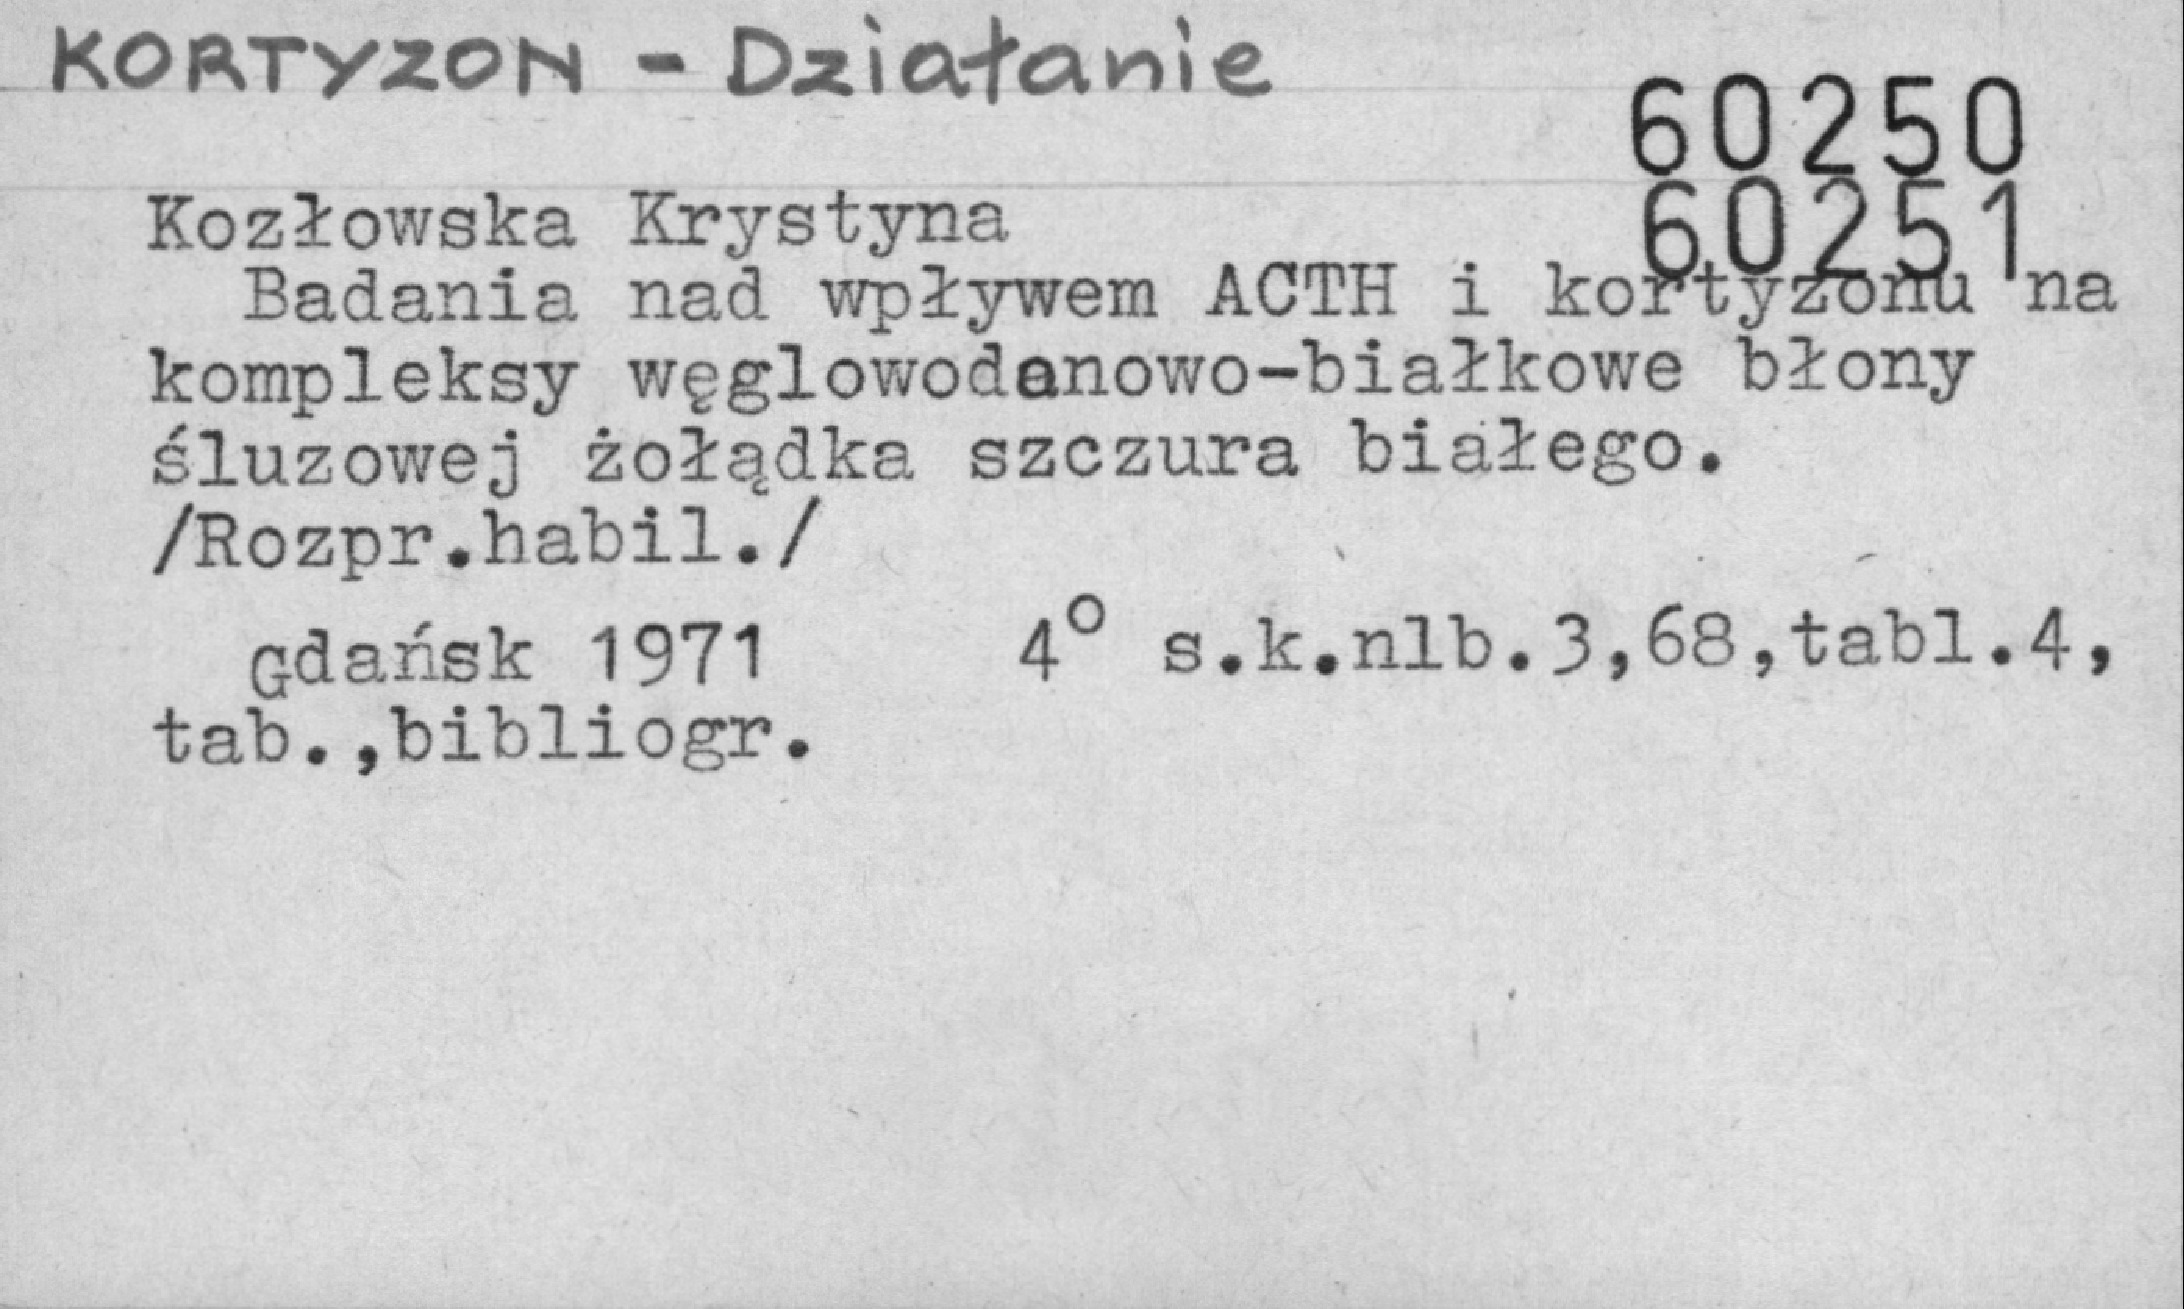 KORTYZON - Działanie
60250
60251
Kozłowska Krystyna
Badania nad wpływem ACTH i kortyzonu na
kompleksy węglowodanowo-białkowe błony
śluzowej żołądka szczura białego.
/Rozpr.habil./
Gdańsk 1971 4° s.k.nlb.3,68,tabl.4,
tab.,bibliogr.